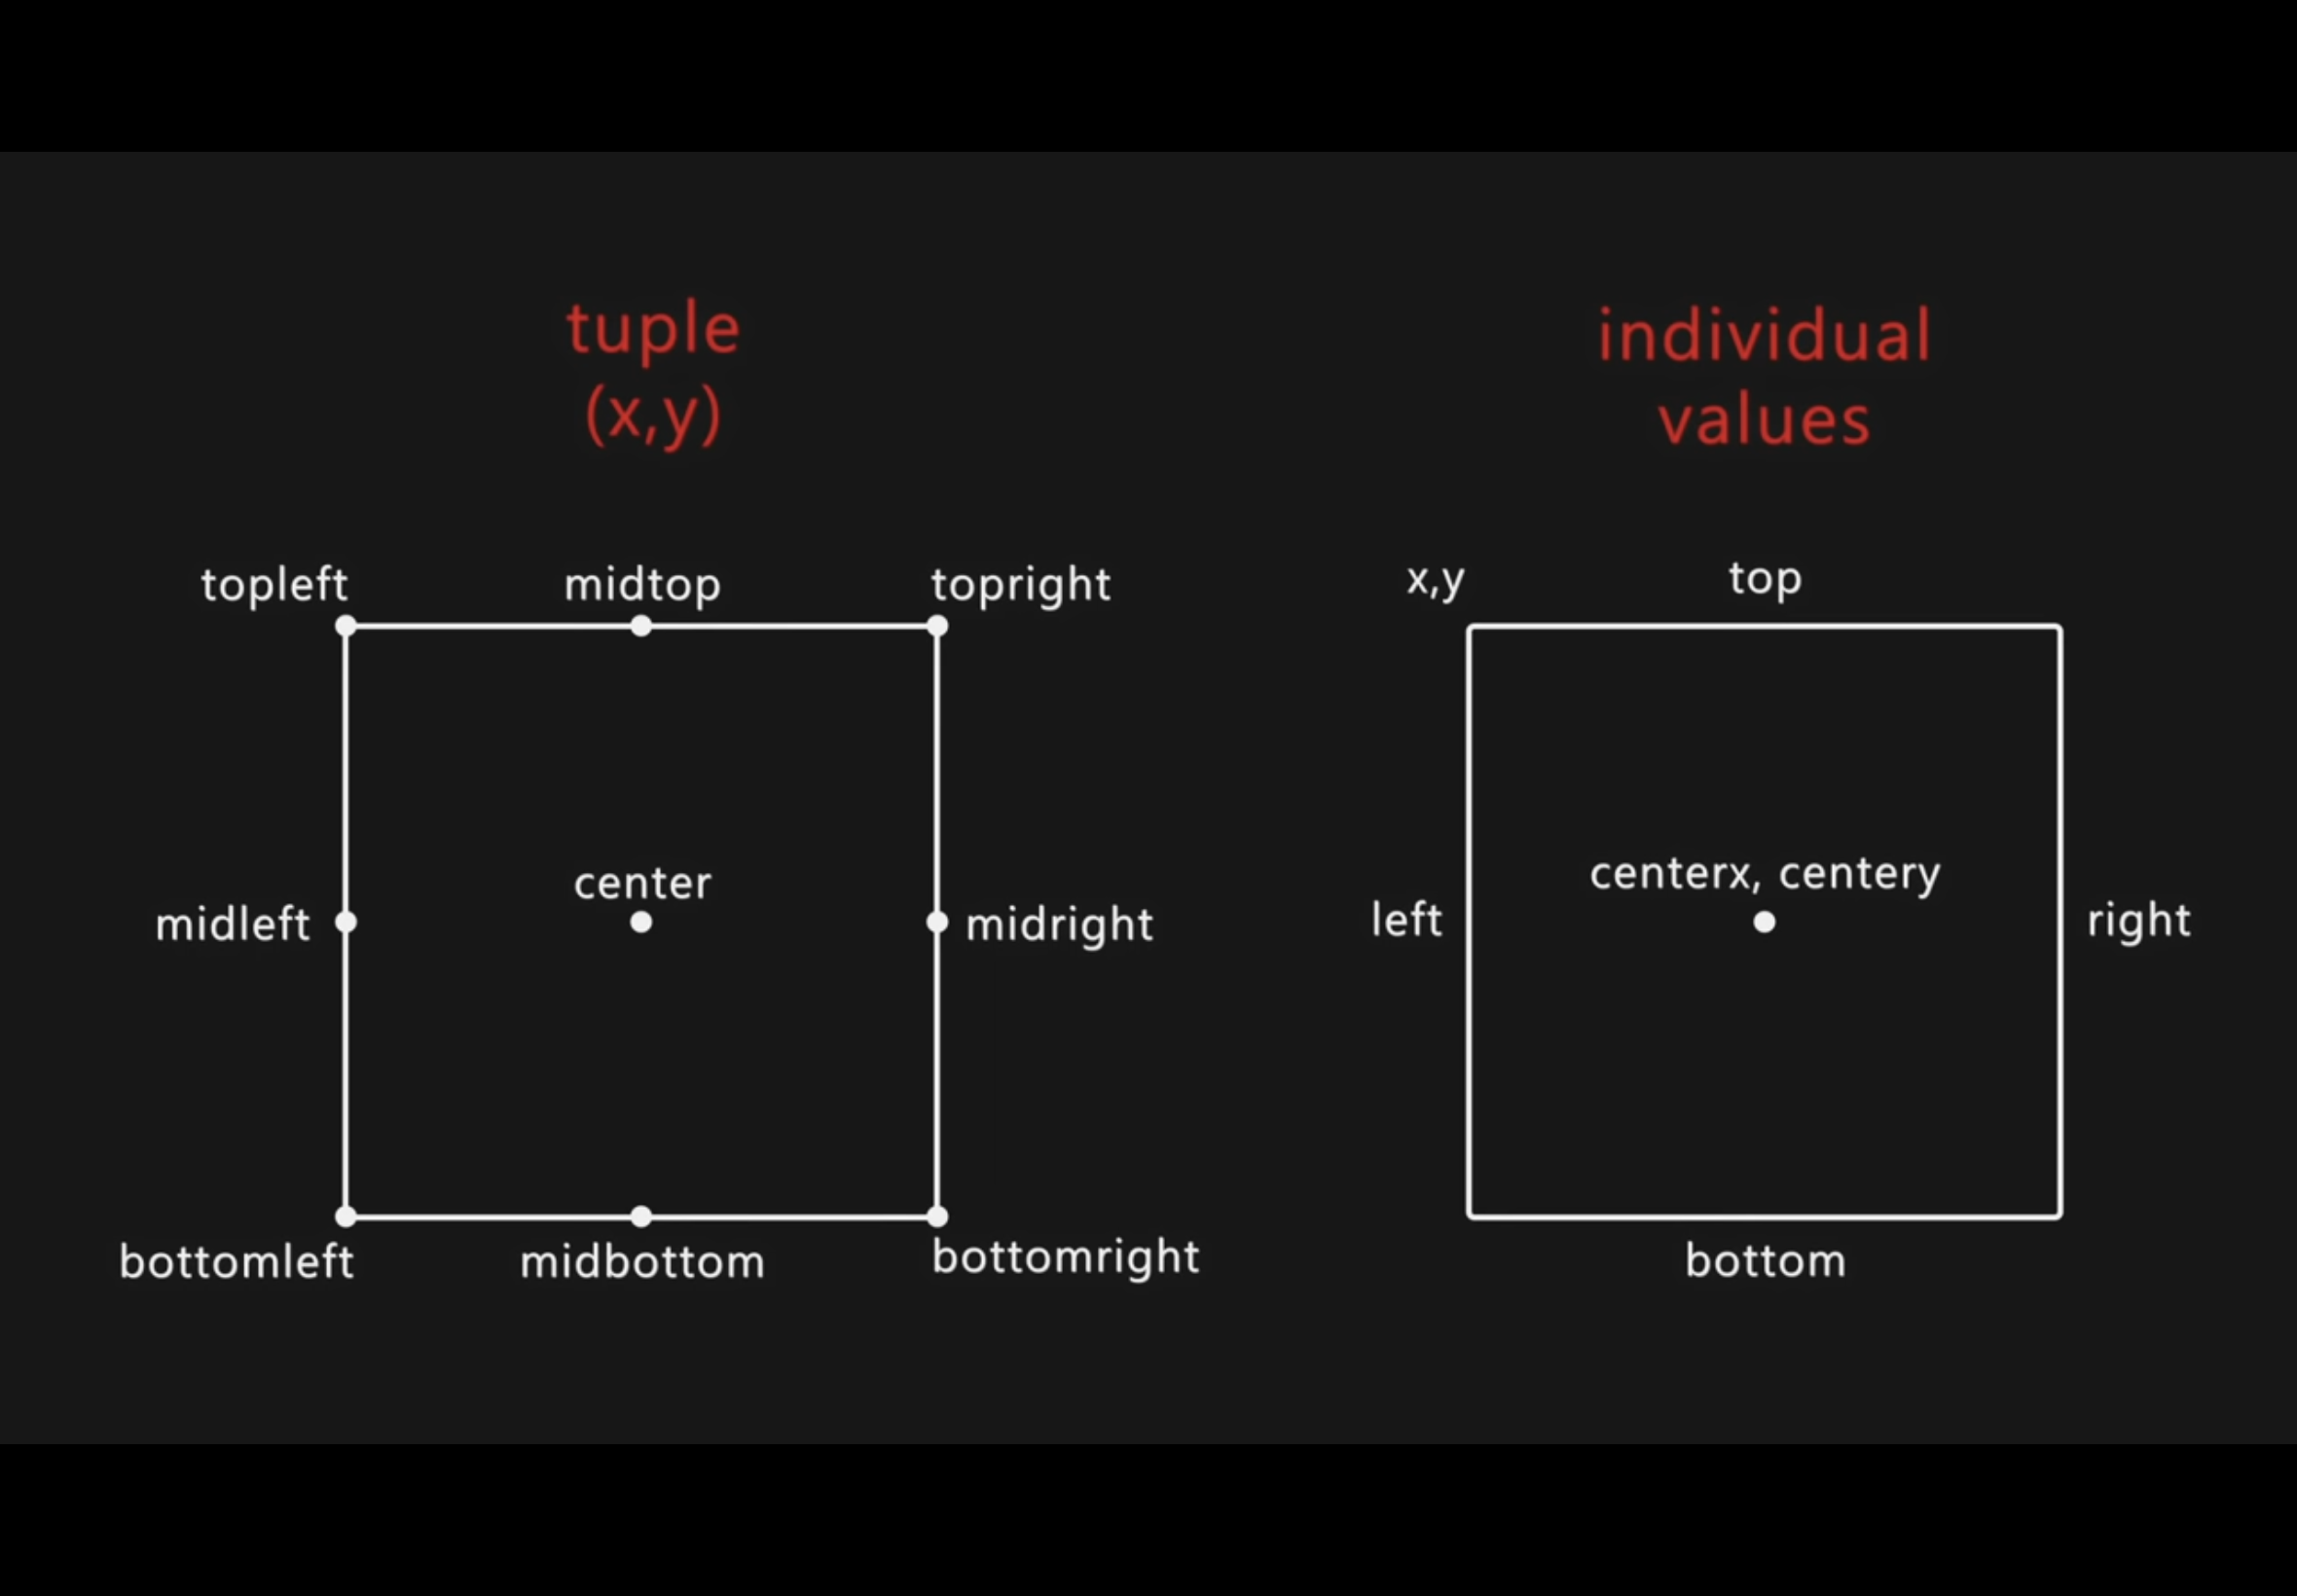 tuple
(x,y)
topleft
midtop
topright
center
midleft
midright
bottomleft
midbottom
bottomright
individual
values
x,y
top
centerx, centery
left
right
bottom